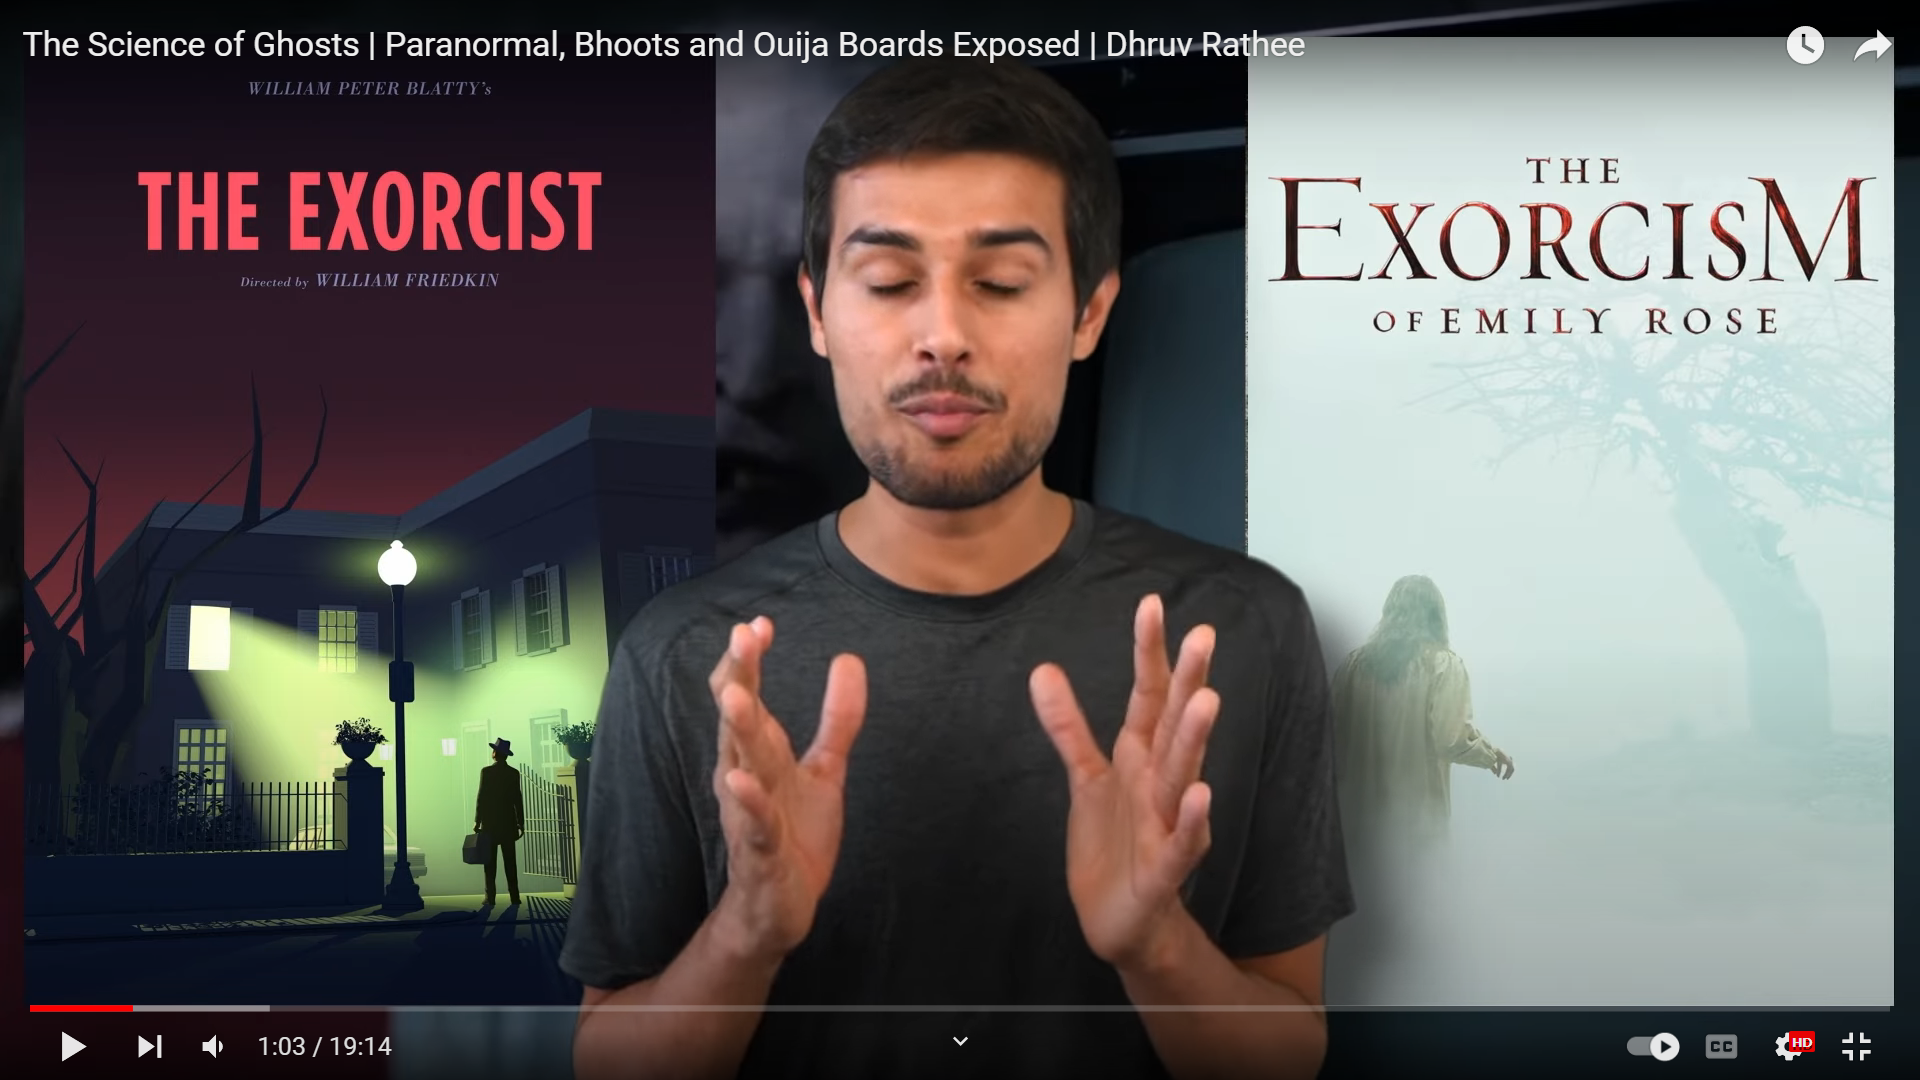 The Science of Ghosts | Paranormal, Bhoots and Ouija Boards Exposed | Dhruv Rathee
WILLIAM PETER BLATTY's
THE EXORCIST
Directed by WILLIAM FRIEDKIN
THE
EXORCISM
OF EMILY ROSE
1:03 / 19:14
CC
HD